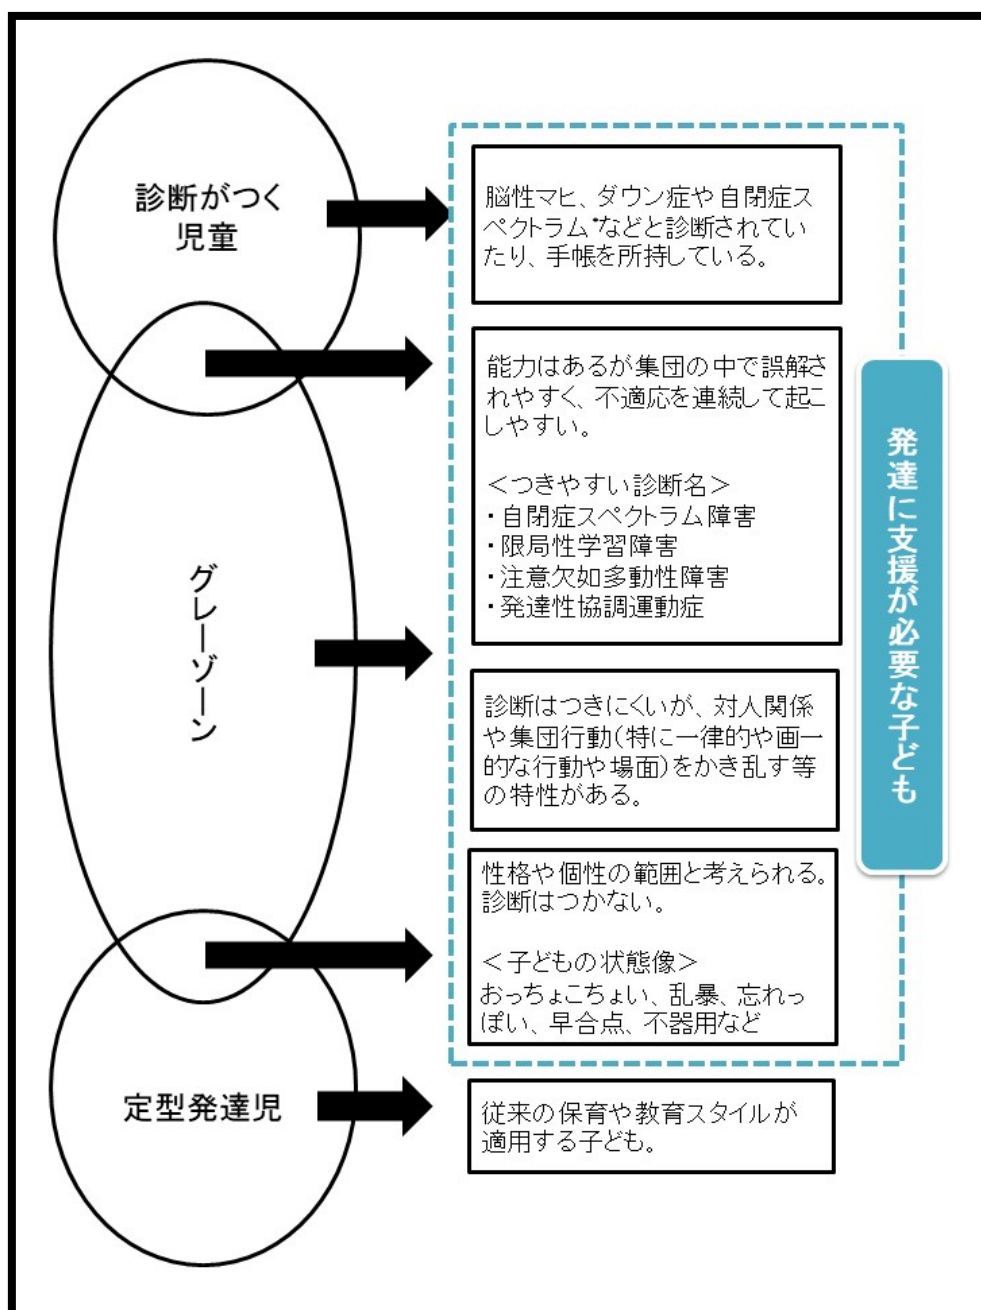 診断がつく
児童
脳性マヒ、ダウン症や自閉症ス
ペクトラム*などと診断されてい
たり、手帳を所持している。
能力はあるが集団の中で誤解さ
れやすく、不適応を連続して起こ
しやすい。
＜つきやすい診断名＞
・自閉症スペクトラム障害
・限局性学習障害
・注意欠如多動性障害
・発達性協調運動症
グレーゾーン
診断はつきにくいが、対人関係
や集団行動(特に一律的や画一
的な行動や場面)をかき乱す等
の特性がある。
性格や個性の範囲と考えられる。
診断はつかない。
＜子どもの状態像＞
おっちょこちょい、乱暴、忘れっ
ぽい、早合点、不器用など
定型発達児
従来の保育や教育スタイルが
適用する子ども。
発達に支援が必要な子ども